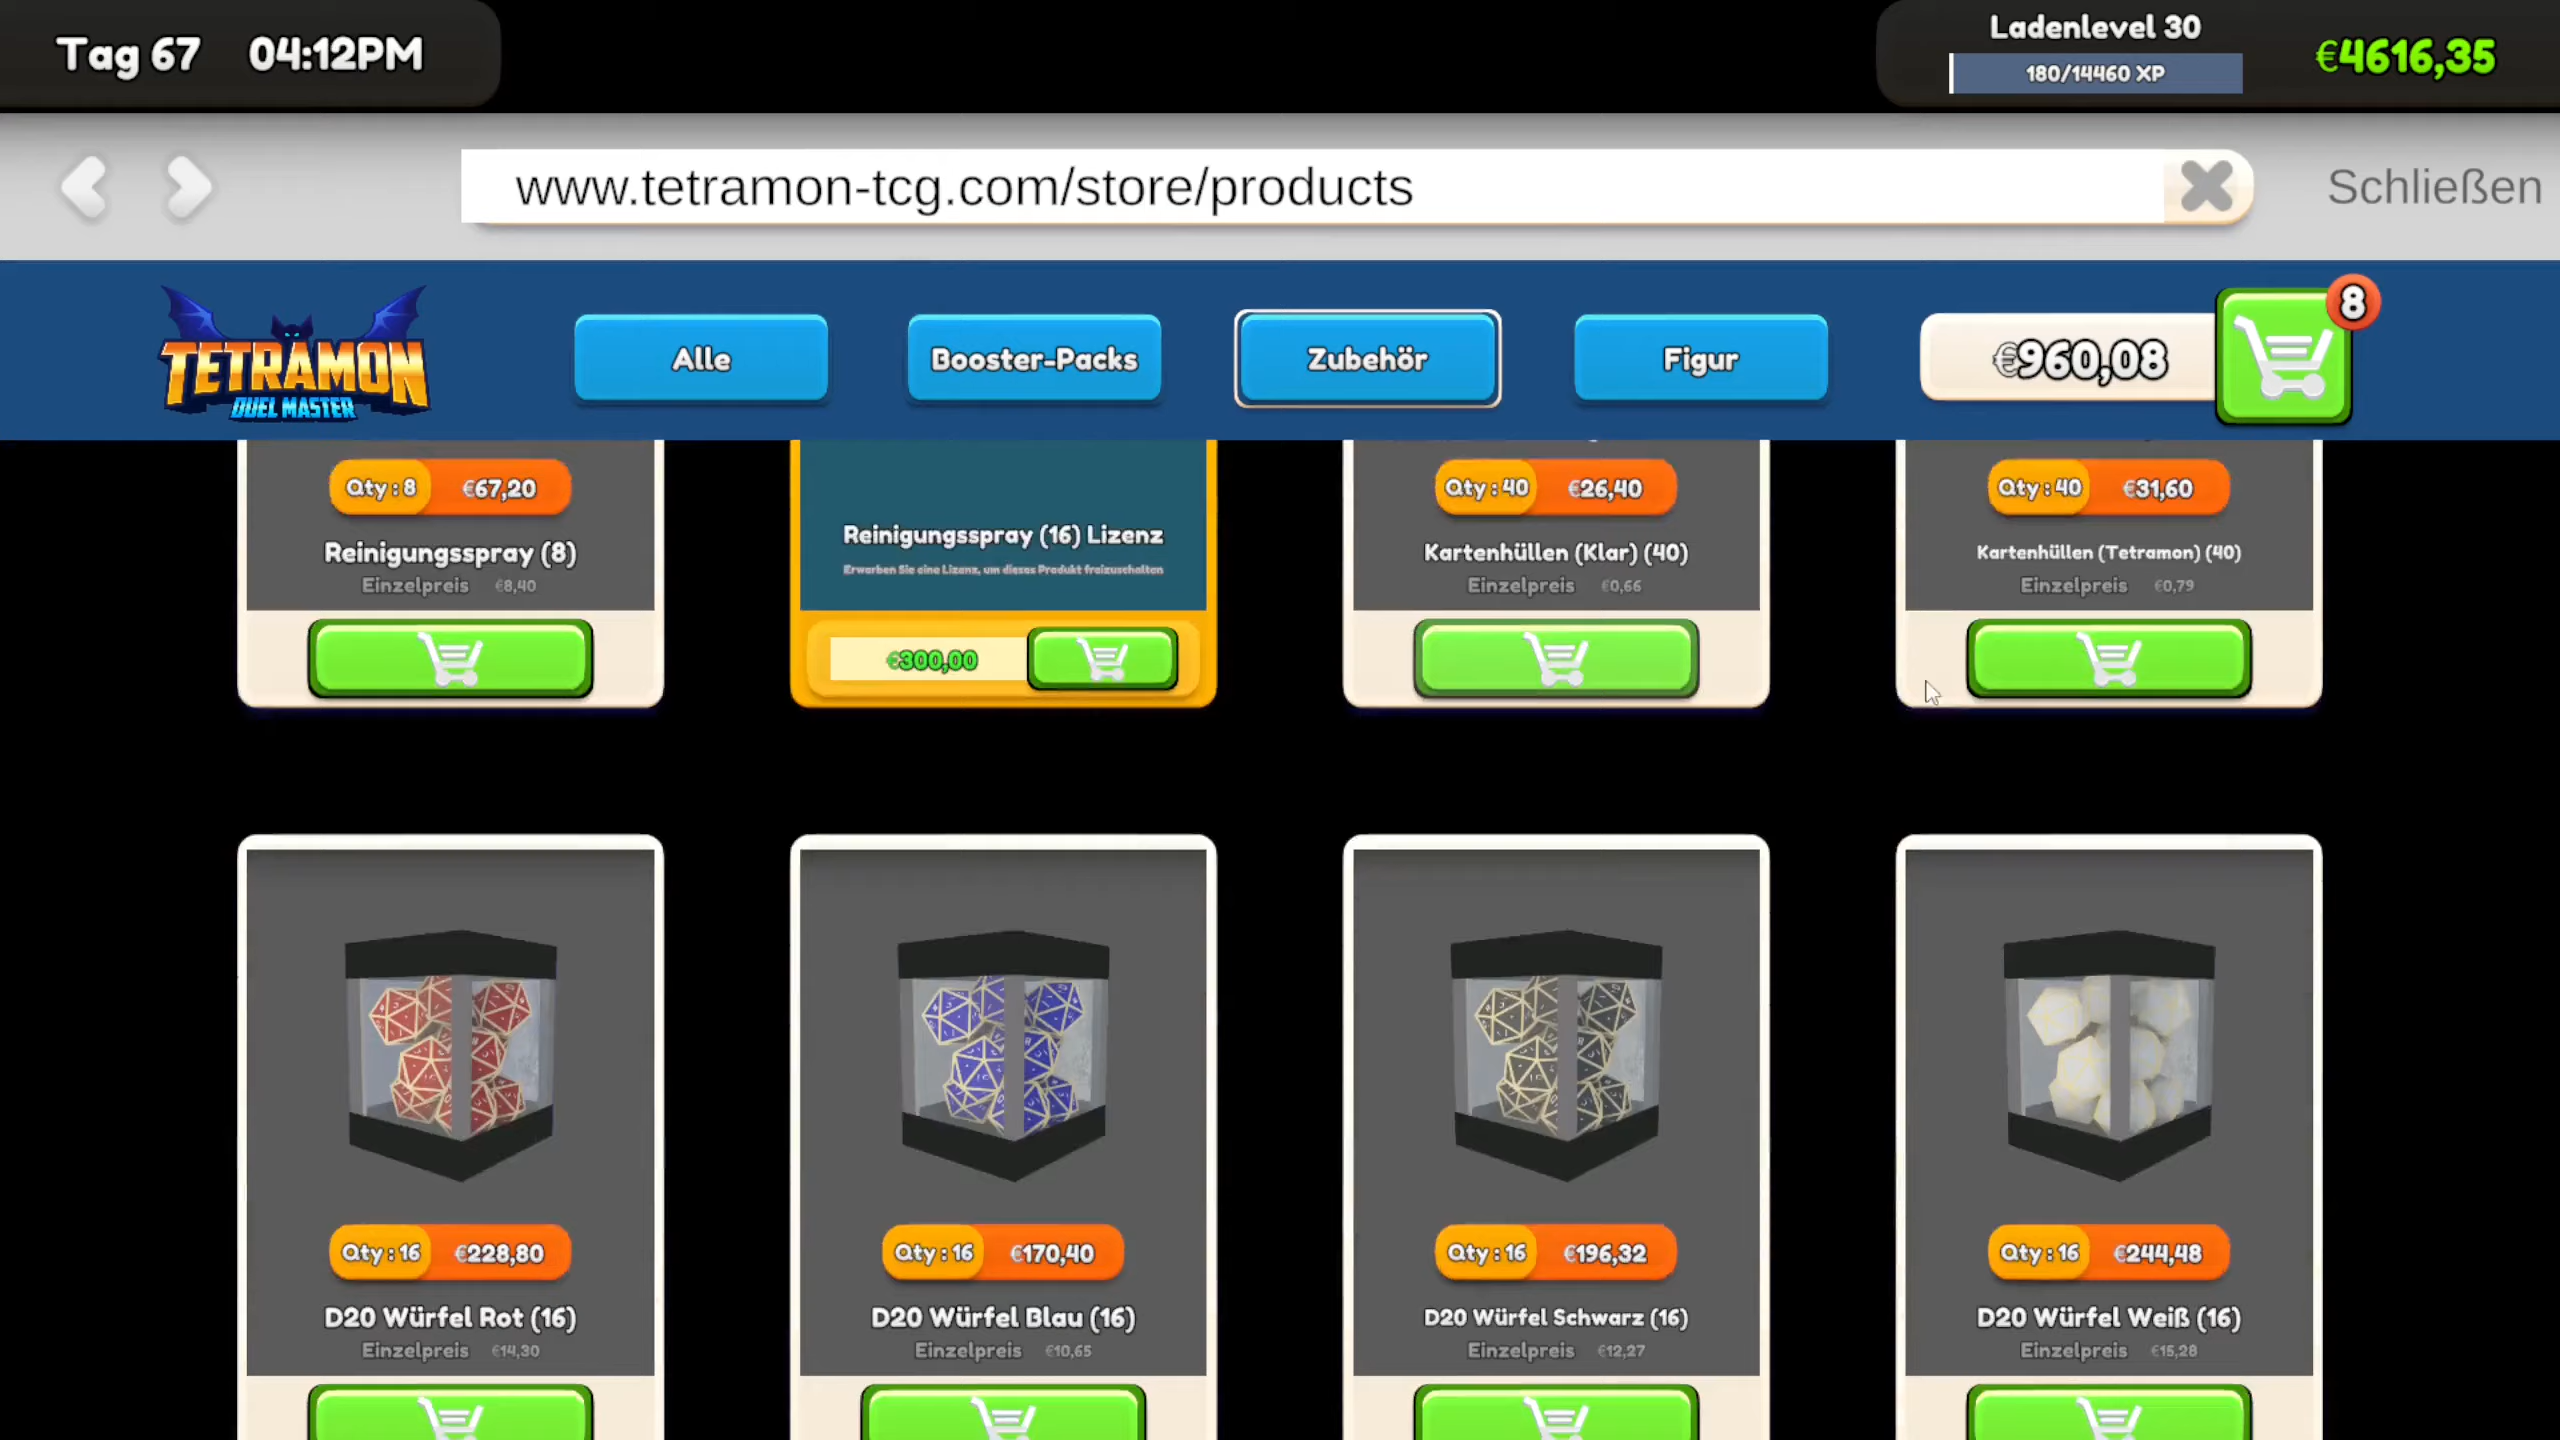 Tag 67 04:12PM
Ladenlevel 30
180/14460 XP
€4616,35
www.tetramon-tcg.com/store/products
Schließen
TETRAMON
DUEL MASTER
Alle
Booster-Packs
Zubehör
Figur
€960,08
8
Qty : 8 €67,20
Reinigungsspray (8)
Einzelpreis €8,40
Reinigungsspray (16) Lizenz
Erwerben Sie eine Lizenz, um dieses Produkt freizuschalten
€300,00
Qty : 40 €26,40
Kartenhüllen (Klar) (40)
Einzelpreis €0,66
Qty : 40 €31,60
Kartenhüllen (Tetramon) (40)
Einzelpreis €0,79
Qty : 16 €228,80
D20 Würfel Rot (16)
Einzelpreis €14,30
Qty : 16 €170,40
D20 Würfel Blau (16)
Einzelpreis €10,65
Qty : 16 €196,32
D20 Würfel Schwarz (16)
Einzelpreis €12,27
Qty : 16 €244,48
D20 Würfel Weiß (16)
Einzelpreis €15,28